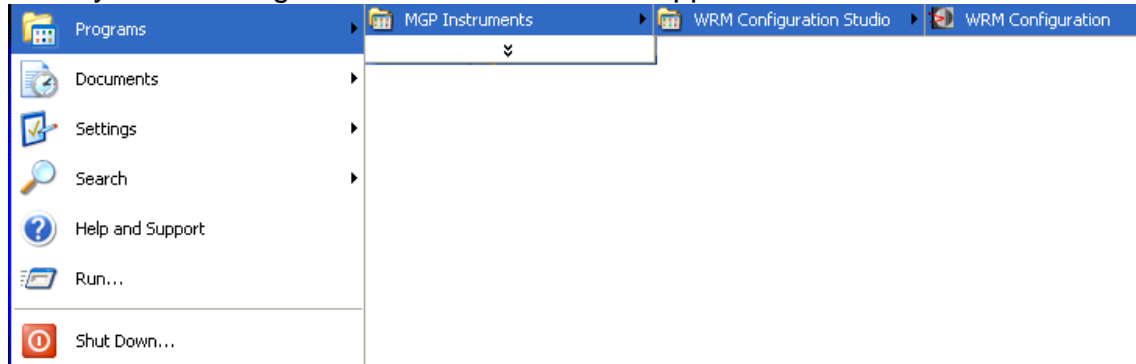 Programs
MGP Instruments
WRM Configuration Studio
WRM Configuration
Documents
Settings
Search
Help and Support
Run...
Shut Down...